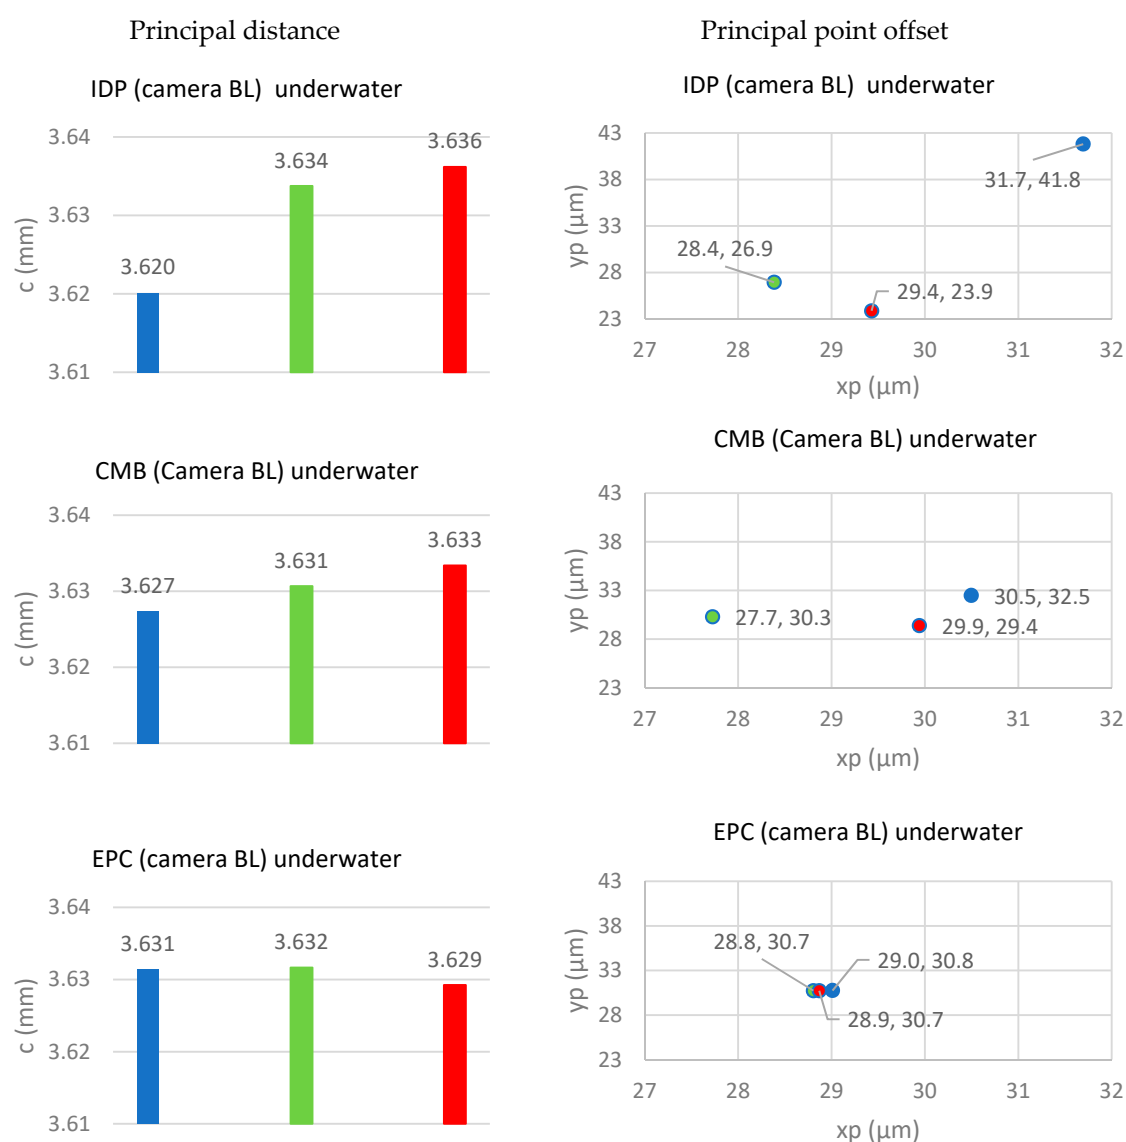 Principal distance
Principal point offset
IDP (camera BL)  underwater
3.64
3.63
3.62
3.61
c (mm)
3.620
3.634
3.636
IDP (camera BL)  underwater
43
38
33
28
23
yp (µm)
31.7, 41.8
28.4, 26.9
29.4, 23.9
27 28 29 30 31 32
xp (µm)
CMB (Camera BL) underwater
3.64
3.63
3.62
3.61
c (mm)
3.627
3.631
3.633
CMB (Camera BL) underwater
43
38
33
28
23
yp (µm)
27.7, 30.3
30.5, 32.5
29.9, 29.4
27 28 29 30 31 32
xp (µm)
EPC (camera BL) underwater
3.64
3.63
3.62
3.61
c (mm)
3.631
3.632
3.629
EPC (camera BL) underwater
43
38
33
28
23
yp (µm)
28.8, 30.7
29.0, 30.8
28.9, 30.7
27 28 29 30 31 32
xp (µm)